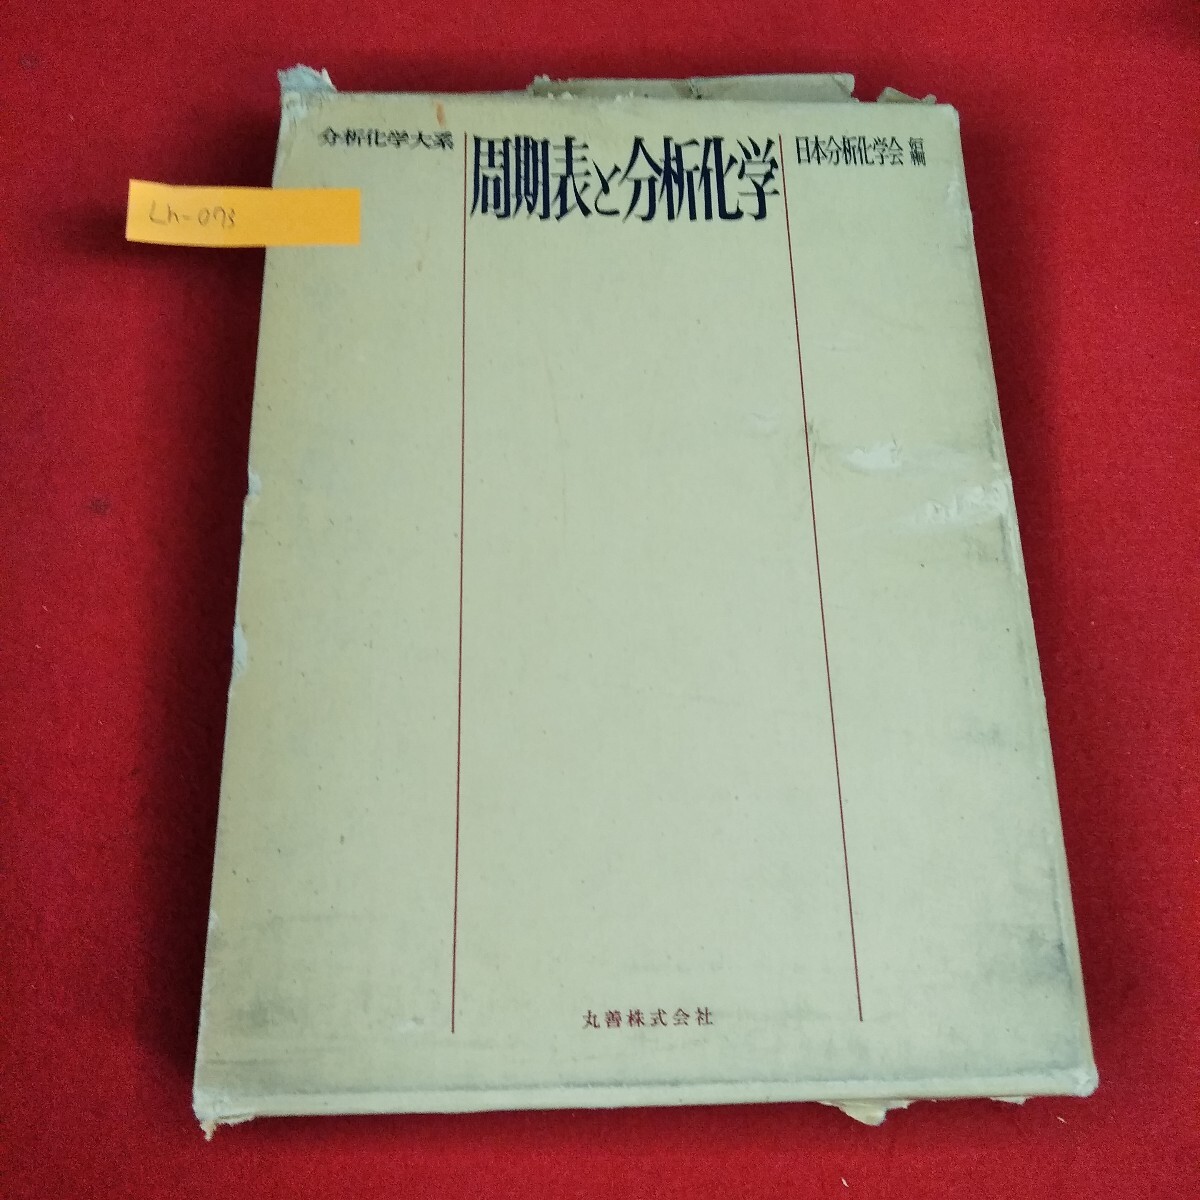 分析化学大系
周期表と分析化学
日本分析化学会編
Lh-073
丸善株式会社